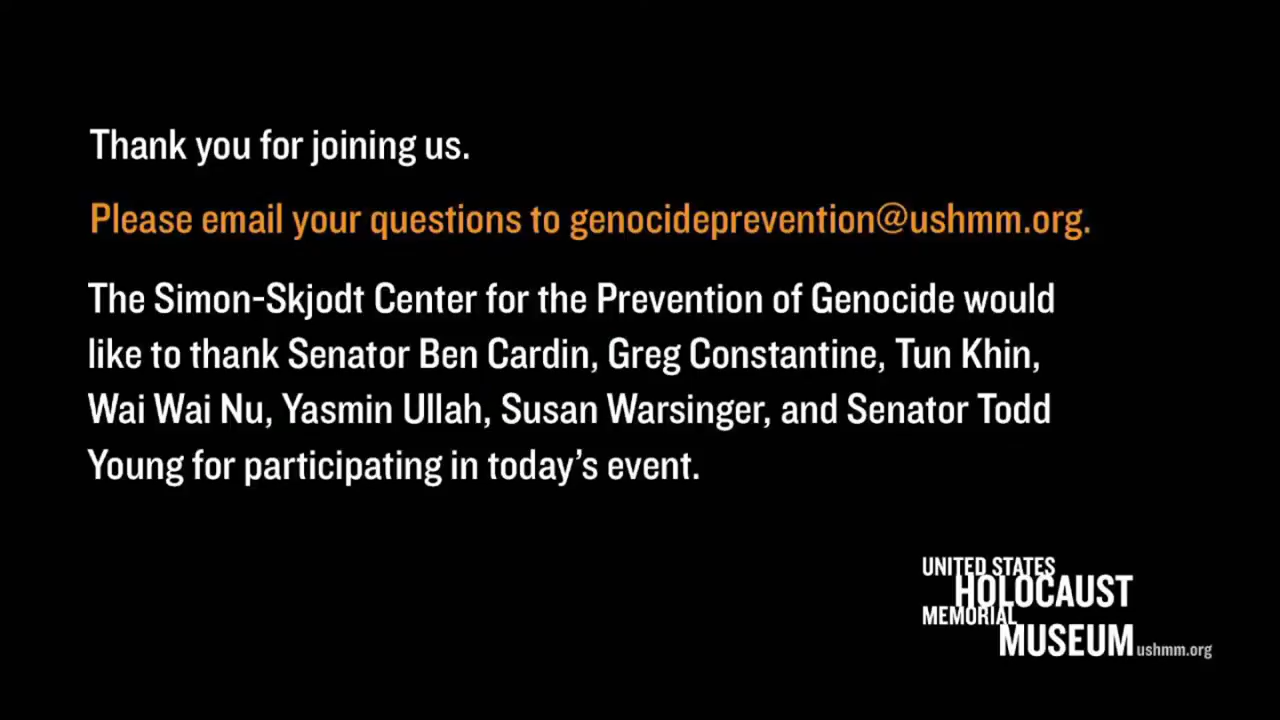 Thank you for joining us.
Please email your questions to genocideprevention@ushmm.org.
The Simon-Skjodt Center for the Prevention of Genocide would
like to thank Senator Ben Cardin, Greg Constantine, Tun Khin,
Wai Wai Nu, Yasmin Ullah, Susan Warsinger, and Senator Todd
Young for participating in today’s event.
UNITED STATES
HOLOCAUST
MEMORIAL
MUSEUM ushmm.org